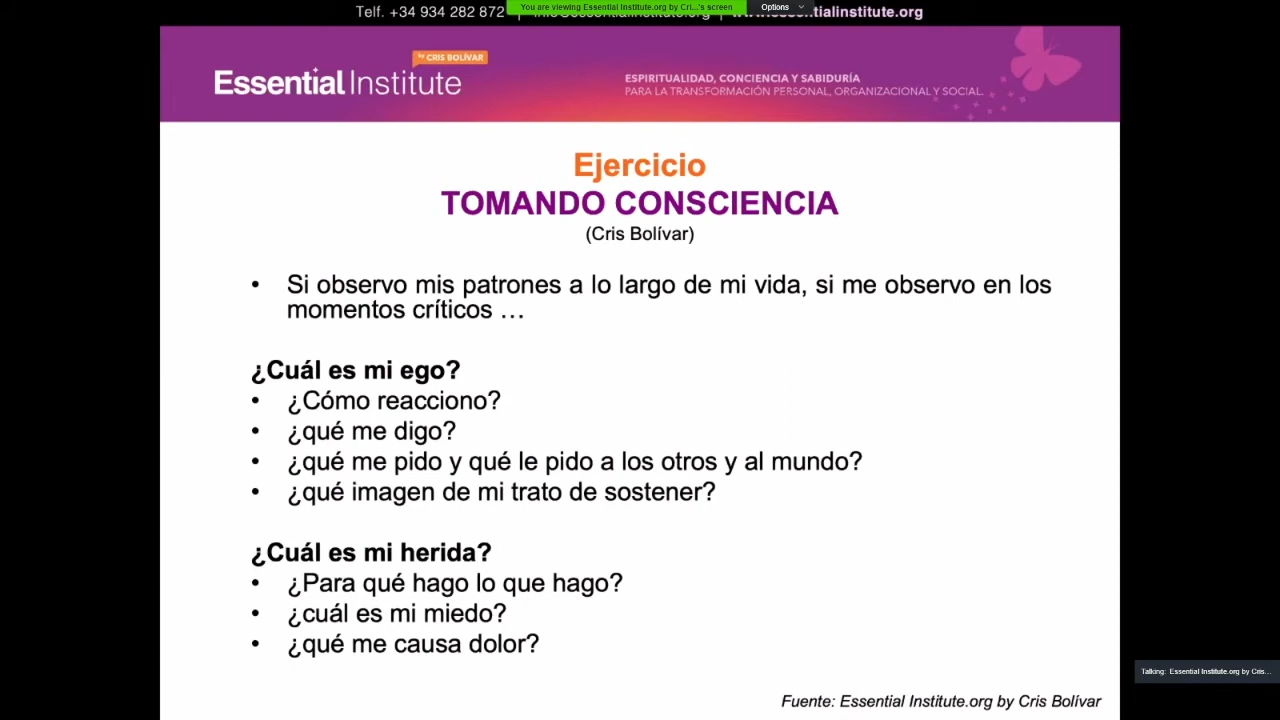 Telf. +34 934 282 872 | info@essentialinstitute.org | www.essentialinstitute.org
You are viewing Essential Institute.org by Cri...'s screen
Options
by CRIS BOLÍVAR
Essential Institute
ESPIRITUALIDAD, CONCIENCIA Y SABIDURÍA
PARA LA TRANSFORMACIÓN PERSONAL, ORGANIZACIONAL Y SOCIAL.
Ejercicio
TOMANDO CONSCIENCIA
(Cris Bolívar)
• Si observo mis patrones a lo largo de mi vida, si me observo en los
momentos críticos …
¿Cuál es mi ego?
• ¿Cómo reacciono?
• ¿qué me digo?
• ¿qué me pido y qué le pido a los otros y al mundo?
• ¿qué imagen de mi trato de sostener?
¿Cuál es mi herida?
• ¿Para qué hago lo que hago?
• ¿cuál es mi miedo?
• ¿qué me causa dolor?
Talking: Essential Institute.org by Cris...
Fuente: Essential Institute.org by Cris Bolívar